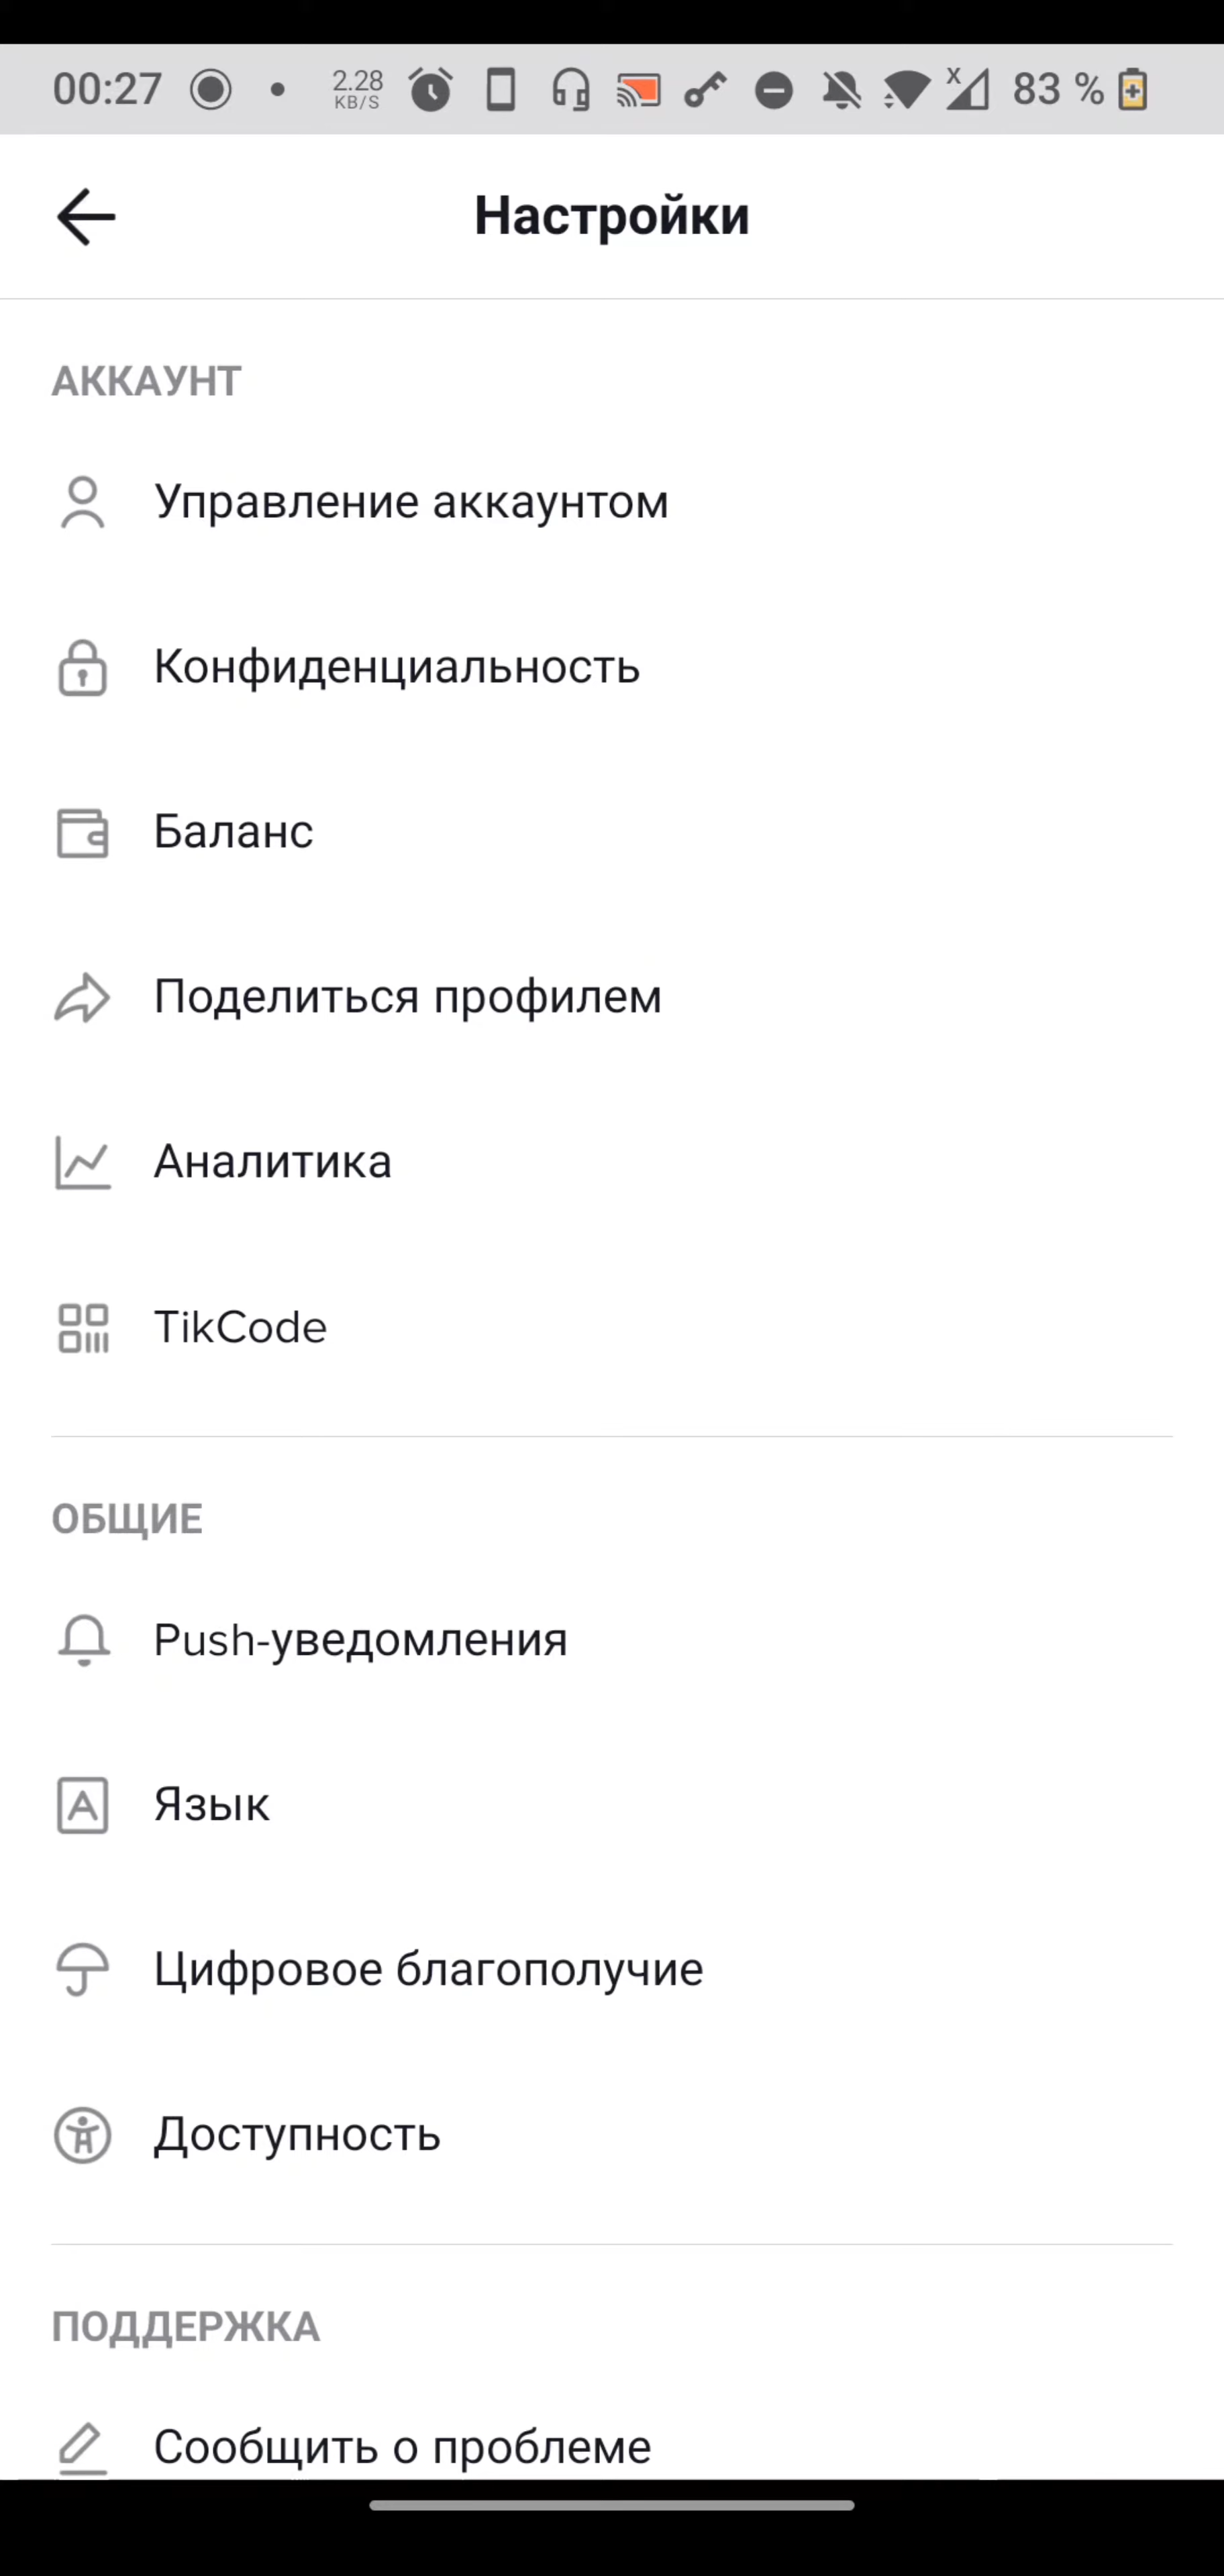 00:27 2.28 KB/S X 83 %
Настройки
АККАУНТ
Управление аккаунтом
Конфиденциальность
Баланс
Поделиться профилем
Аналитика
TikCode
ОБЩИЕ
Push-уведомления
Язык
Цифровое благополучие
Доступность
ПОДДЕРЖКА
Сообщить о проблеме